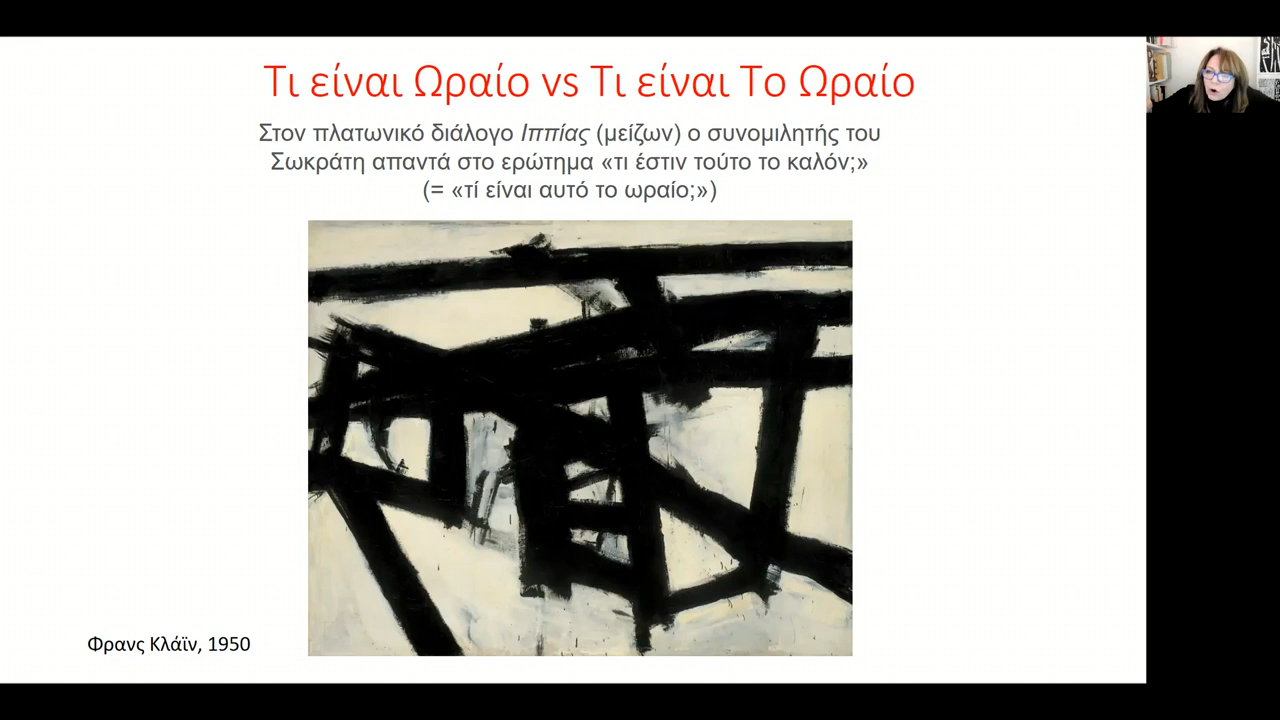 Τι είναι Ωραίο vs Τι είναι Το Ωραίο
Στον πλατωνικό διάλογο Ιππίας (μείζων) ο συνομιλητής του
Σωκράτη απαντά στο ερώτημα «τι έστιν τούτο το καλόν;»
(= «τί είναι αυτό το ωραίο;»)
Φρανς Κλάϊν, 1950